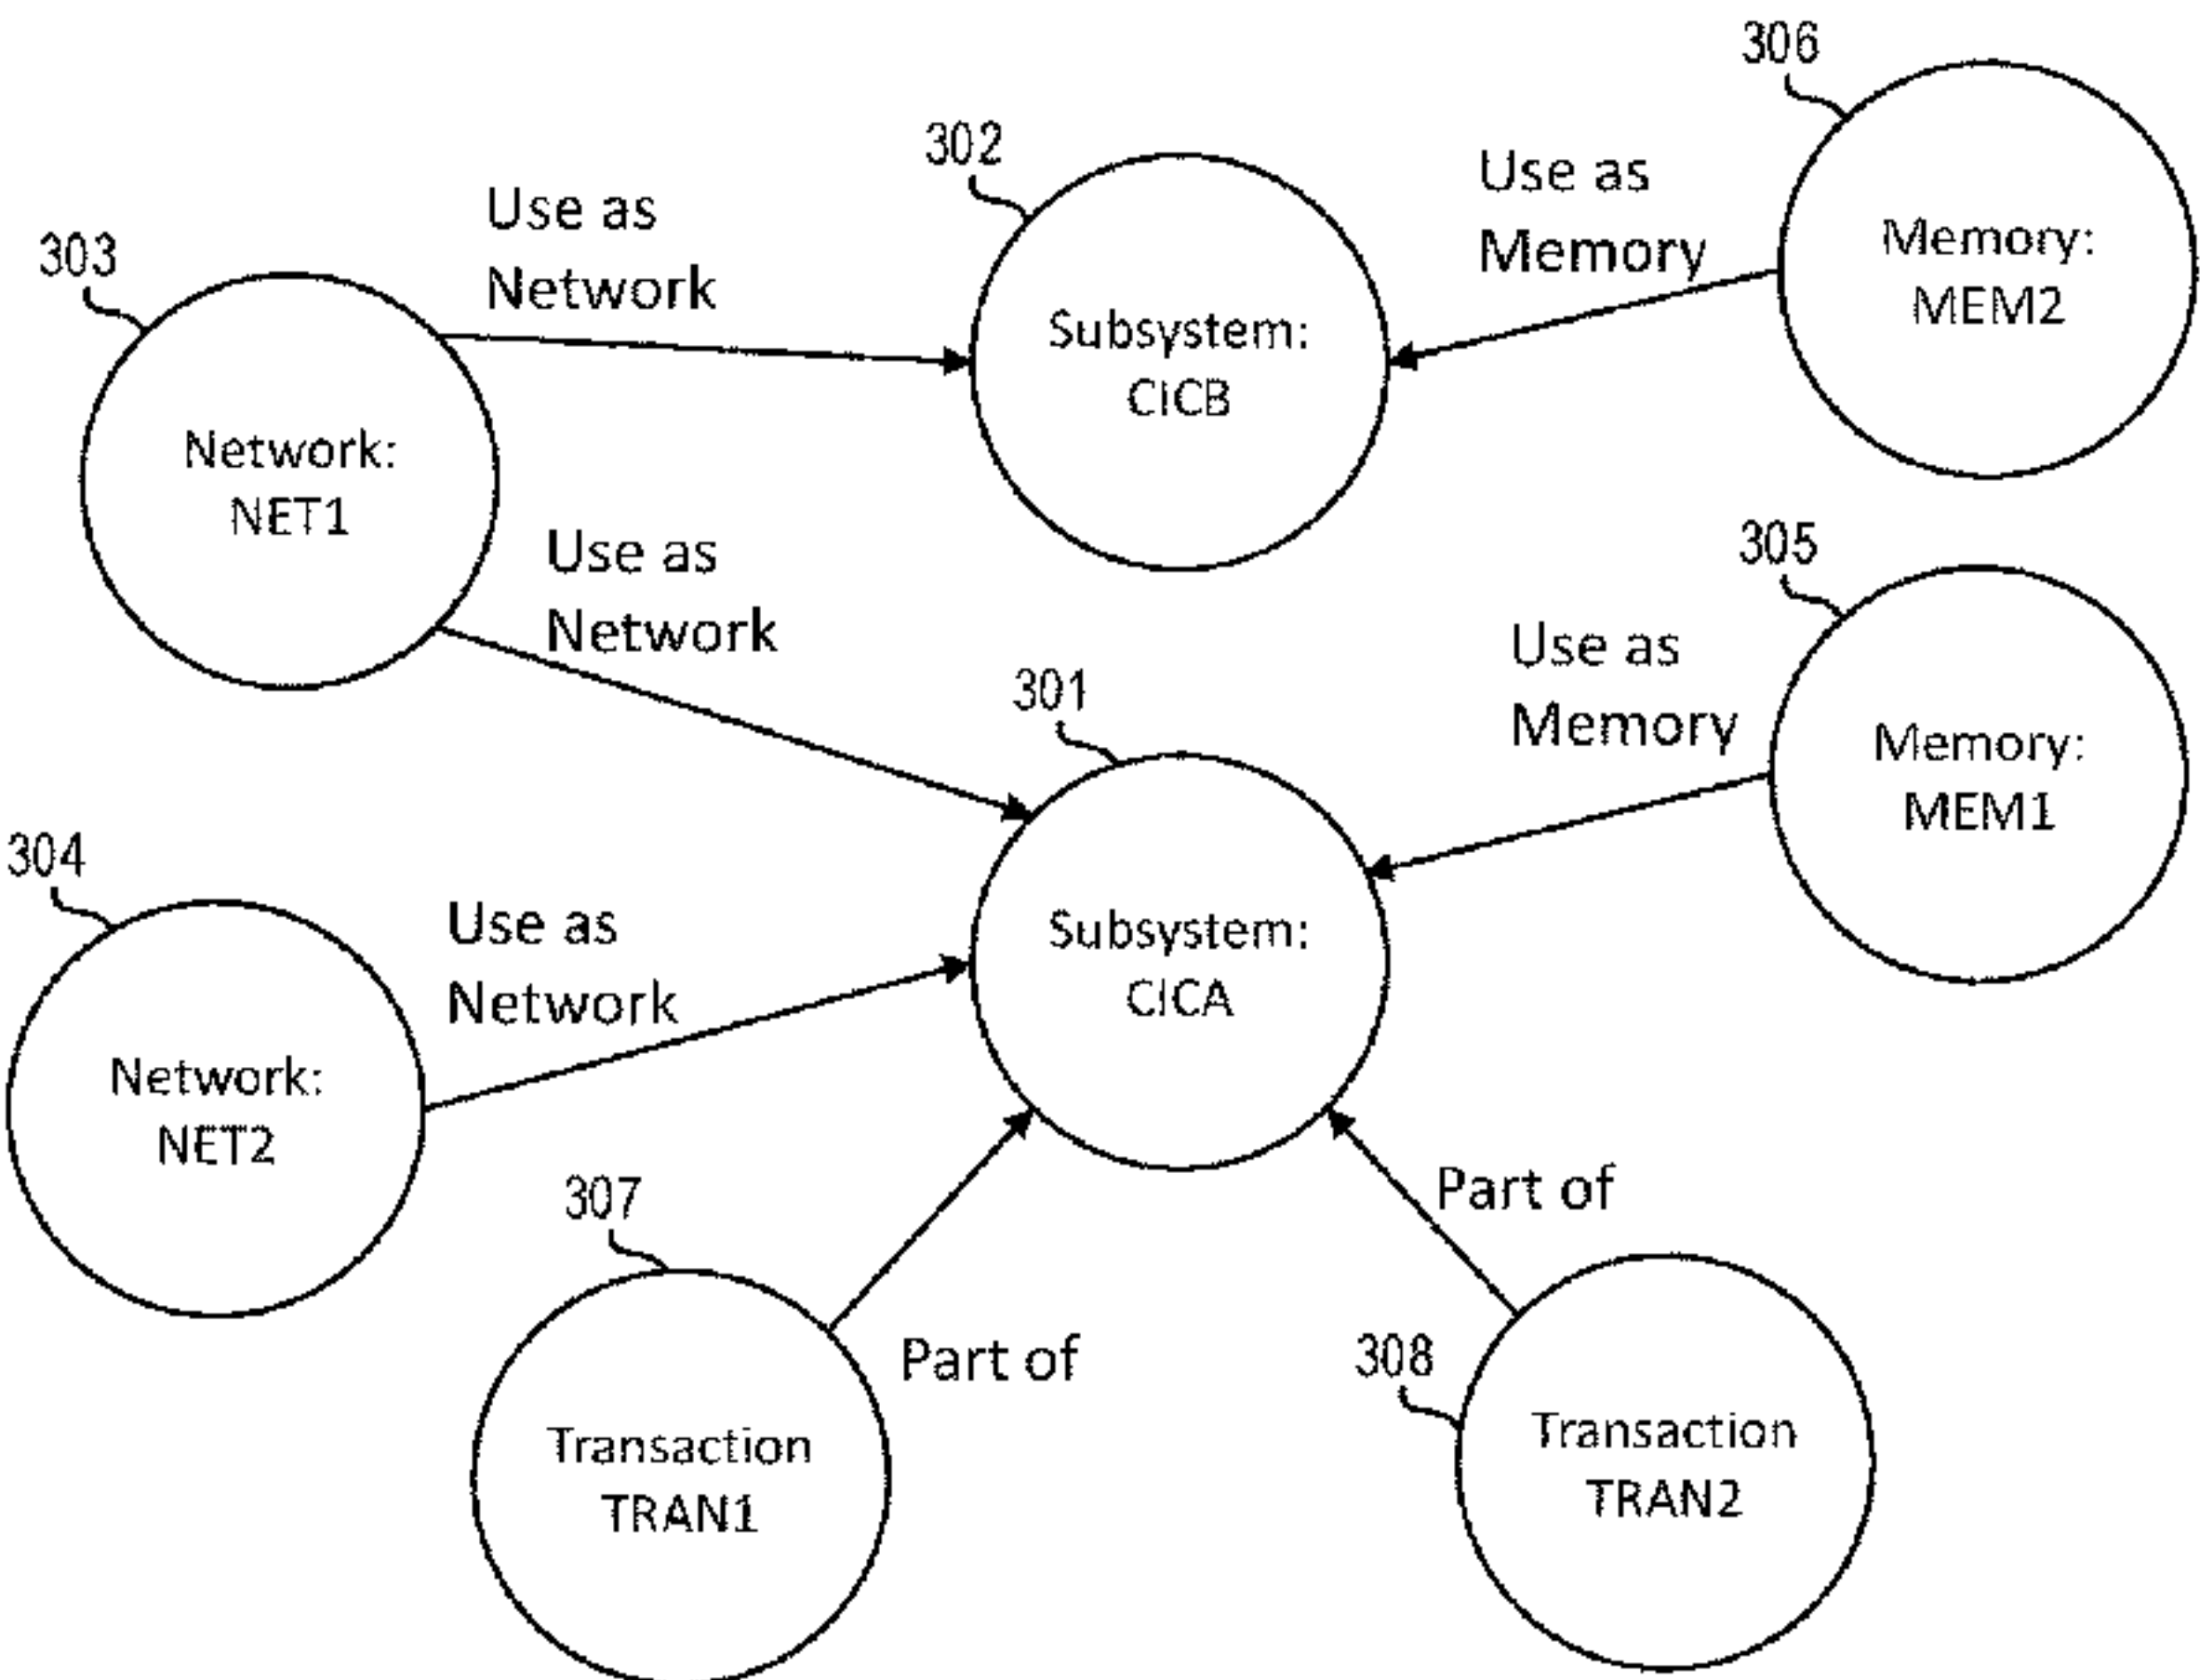 306
302
Use as
Memory
Memory:
MEM2
Use as
Network
303
Subsystem:
CICB
Network:
NET1
305
Use as
Network
Use as
Memory
301
Memory:
MEM1
304
Use as
Network
Subsystem:
CICA
Network:
NET2
307
Part of
308
Part of
Transaction
TRAN1
Transaction
TRAN2